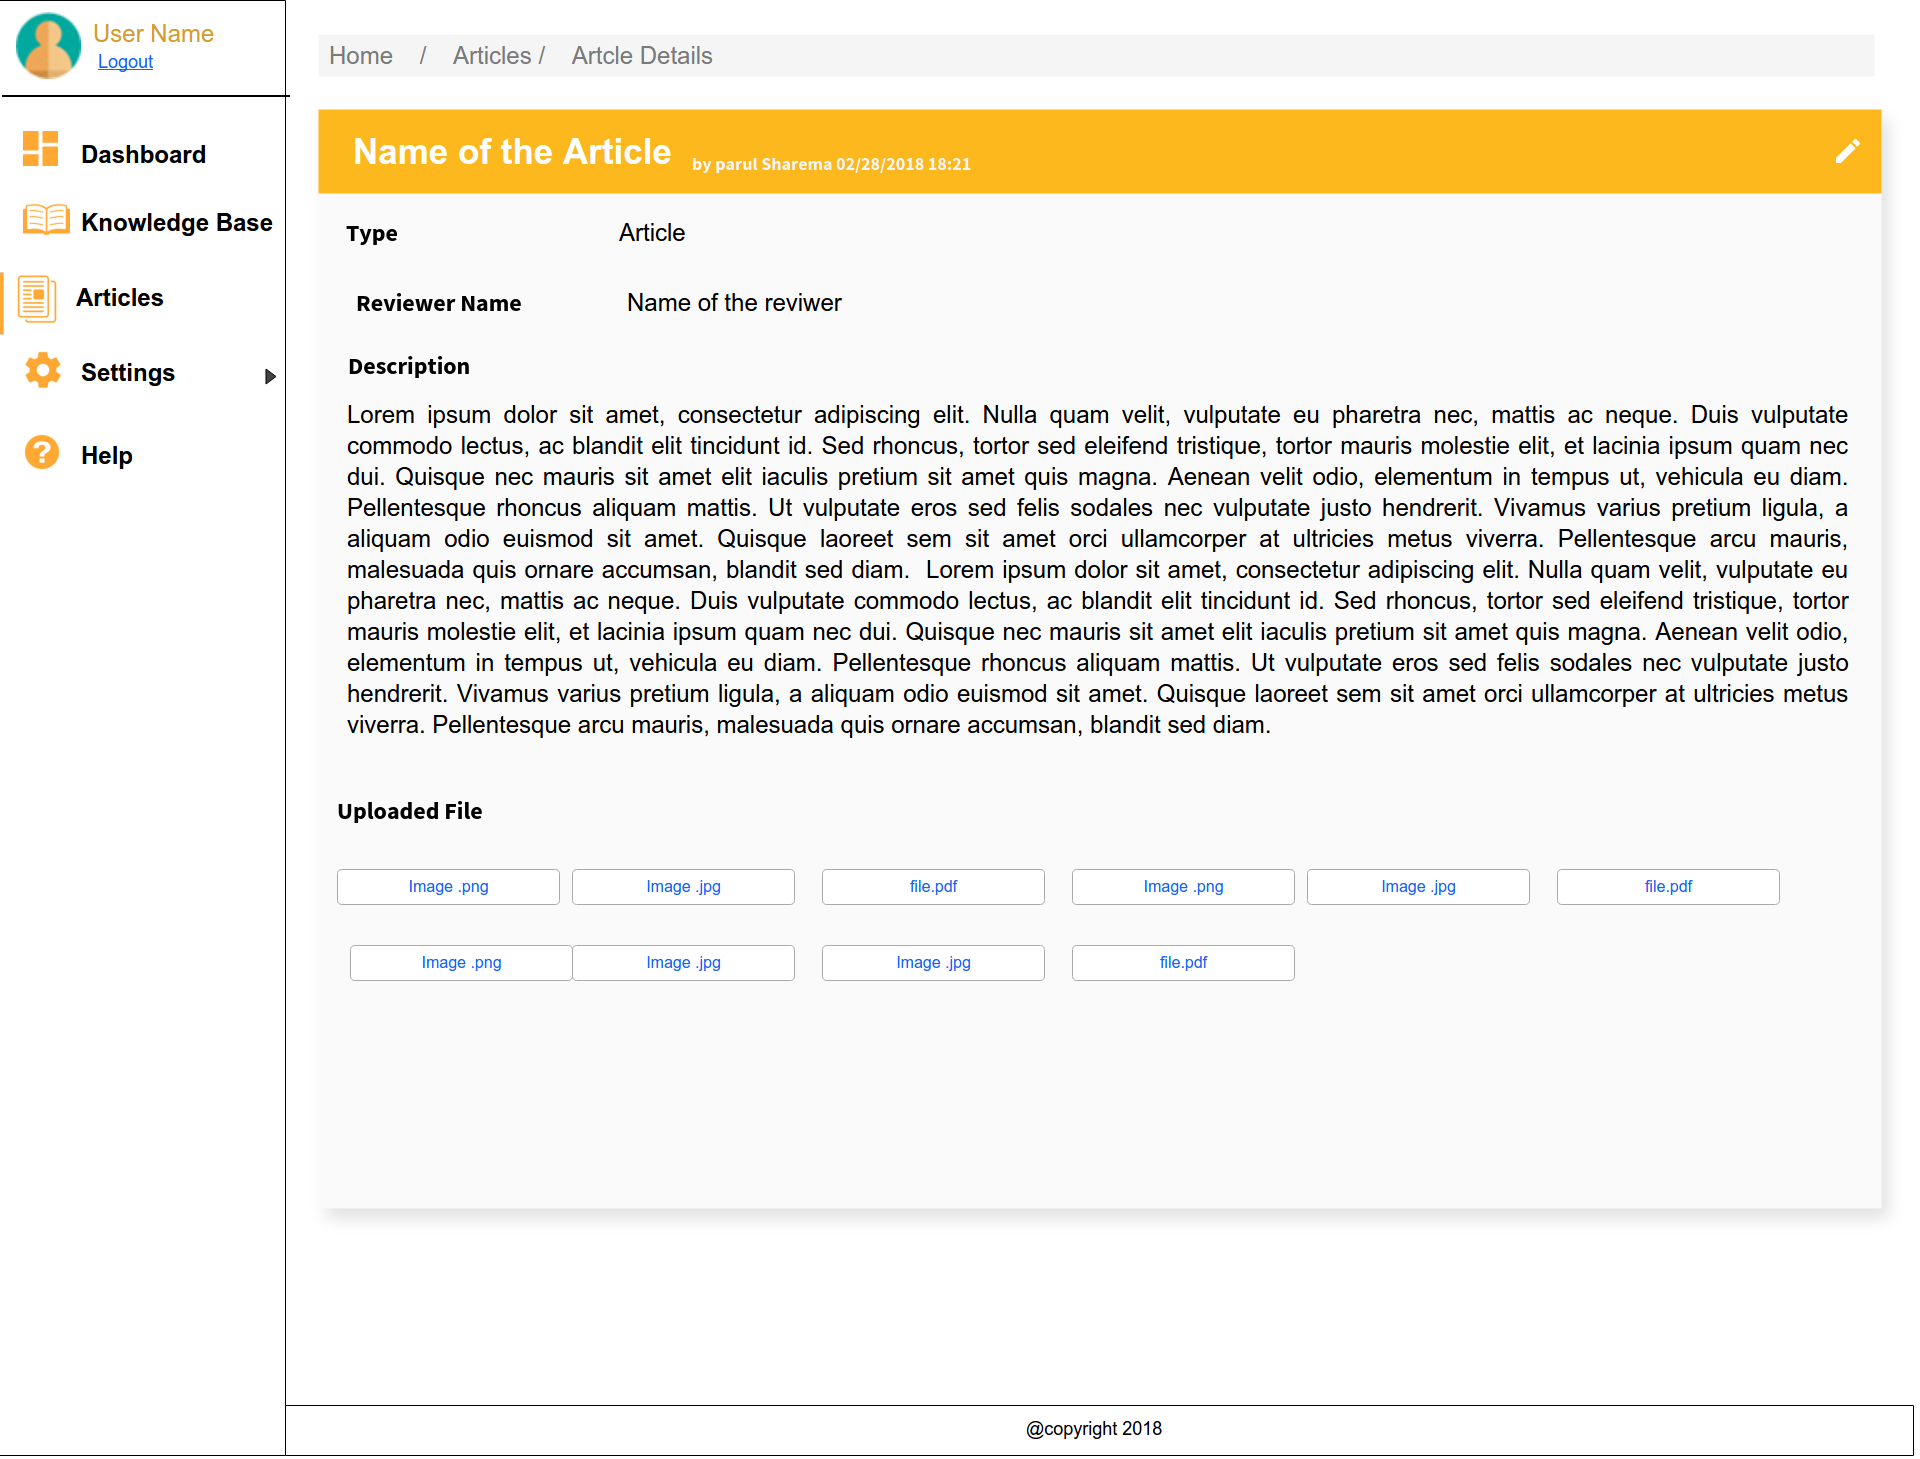 User Name
Logout
Dashboard
Knowledge Base
Articles
Settings
Help
Home / Articles / Artcle Details
Name of the Article by parul Sharema 02/28/2018 18:21
Type Article
Reviewer Name Name of the reviwer
Description
Lorem ipsum dolor sit amet, consectetur adipiscing elit. Nulla quam velit, vulputate eu pharetra nec, mattis ac neque. Duis vulputate
commodo lectus, ac blandit elit tincidunt id. Sed rhoncus, tortor sed eleifend tristique, tortor mauris molestie elit, et lacinia ipsum quam nec
dui. Quisque nec mauris sit amet elit iaculis pretium sit amet quis magna. Aenean velit odio, elementum in tempus ut, vehicula eu diam.
Pellentesque rhoncus aliquam mattis. Ut vulputate eros sed felis sodales nec vulputate justo hendrerit. Vivamus varius pretium ligula, a
aliquam odio euismod sit amet. Quisque laoreet sem sit amet orci ullamcorper at ultricies metus viverra. Pellentesque arcu mauris,
malesuada quis ornare accumsan, blandit sed diam.  Lorem ipsum dolor sit amet, consectetur adipiscing elit. Nulla quam velit, vulputate eu
pharetra nec, mattis ac neque. Duis vulputate commodo lectus, ac blandit elit tincidunt id. Sed rhoncus, tortor sed eleifend tristique, tortor
mauris molestie elit, et lacinia ipsum quam nec dui. Quisque nec mauris sit amet elit iaculis pretium sit amet quis magna. Aenean velit odio,
elementum in tempus ut, vehicula eu diam. Pellentesque rhoncus aliquam mattis. Ut vulputate eros sed felis sodales nec vulputate justo
hendrerit. Vivamus varius pretium ligula, a aliquam odio euismod sit amet. Quisque laoreet sem sit amet orci ullamcorper at ultricies metus
viverra. Pellentesque arcu mauris, malesuada quis ornare accumsan, blandit sed diam.
Uploaded File
Image .png Image .jpg file.pdf Image .png Image .jpg file.pdf
Image .png Image .jpg Image .jpg file.pdf
@copyright 2018